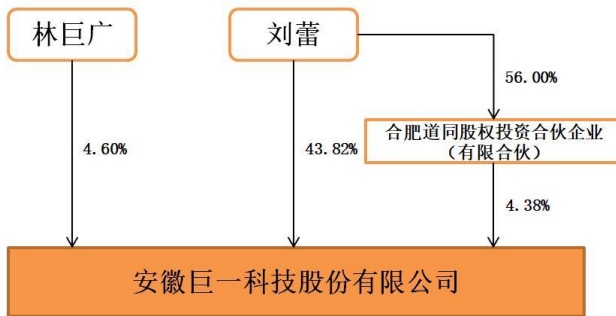 林巨广
刘蕾
56.00%
4.60%
43.82%
合肥道同股权投资合伙企业
（有限合伙）
4.38%
安徽巨一科技股份有限公司